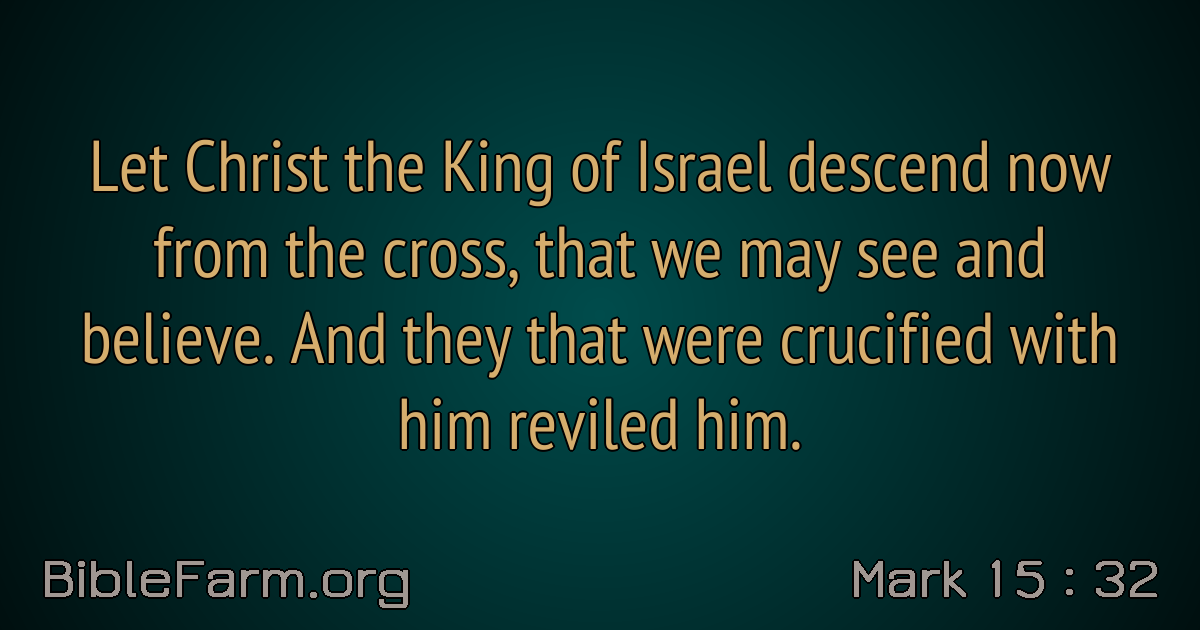 Let Christ the King of Israel descend now
from the cross, that we may see and
believe. And they that were crucified with
him reviled him.
BibleFarm.org
Mark 15 : 32